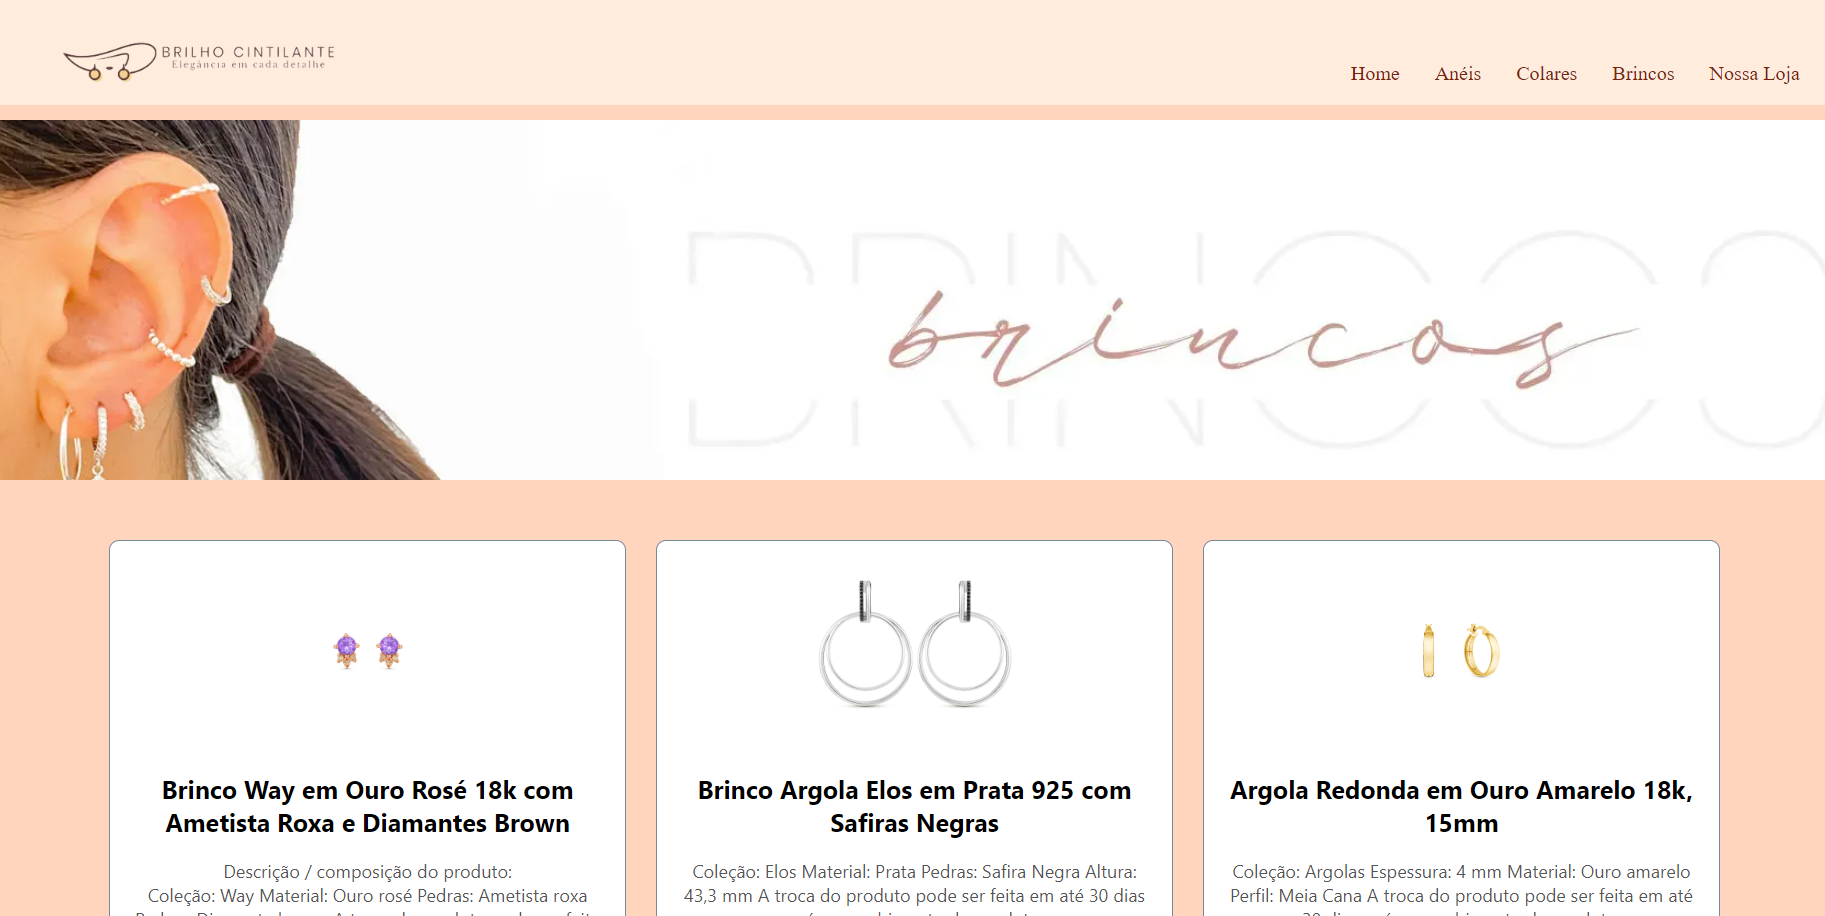 BRILHO CINTILANTE
Elegância em cada detalhe
Home Anéis Colares Brincos Nossa Loja
BRINCOS
brincos
Brinco Way em Ouro Rosé 18k com
Ametista Roxa e Diamantes Brown
Descrição / composição do produto:
Coleção: Way Material: Ouro rosé Pedras: Ametista roxa
Brinco Argola Elos em Prata 925 com
Safiras Negras
Coleção: Elos Material: Prata Pedras: Safira Negra Altura:
43,3 mm A troca do produto pode ser feita em até 30 dias
Argola Redonda em Ouro Amarelo 18k,
15mm
Coleção: Argolas Espessura: 4 mm Material: Ouro amarelo
Perfil: Meia Cana A troca do produto pode ser feita em até